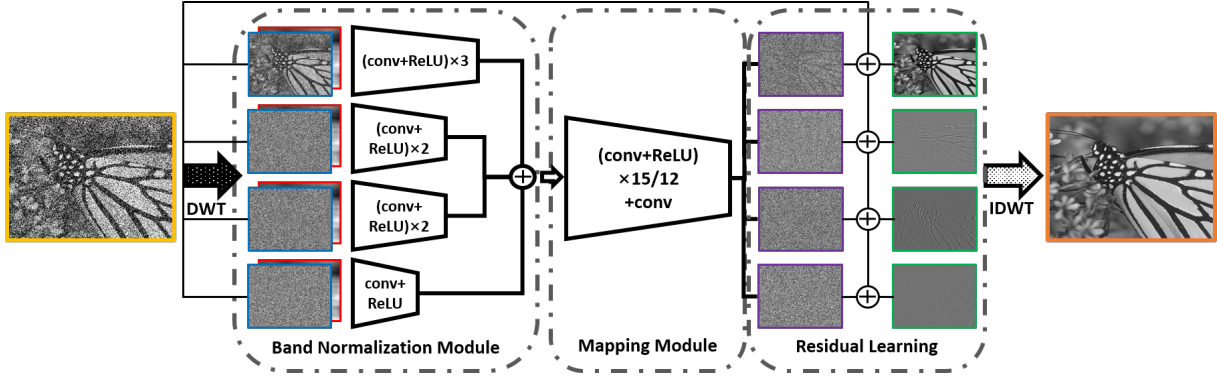 (conv+ReLU)×3
(conv+
ReLU)×2
(conv+
ReLU)×2
conv+
ReLU
DWT
(conv+ReLU)
×15/12
+conv
IDWT
Band Normalization Module
Mapping Module
Residual Learning